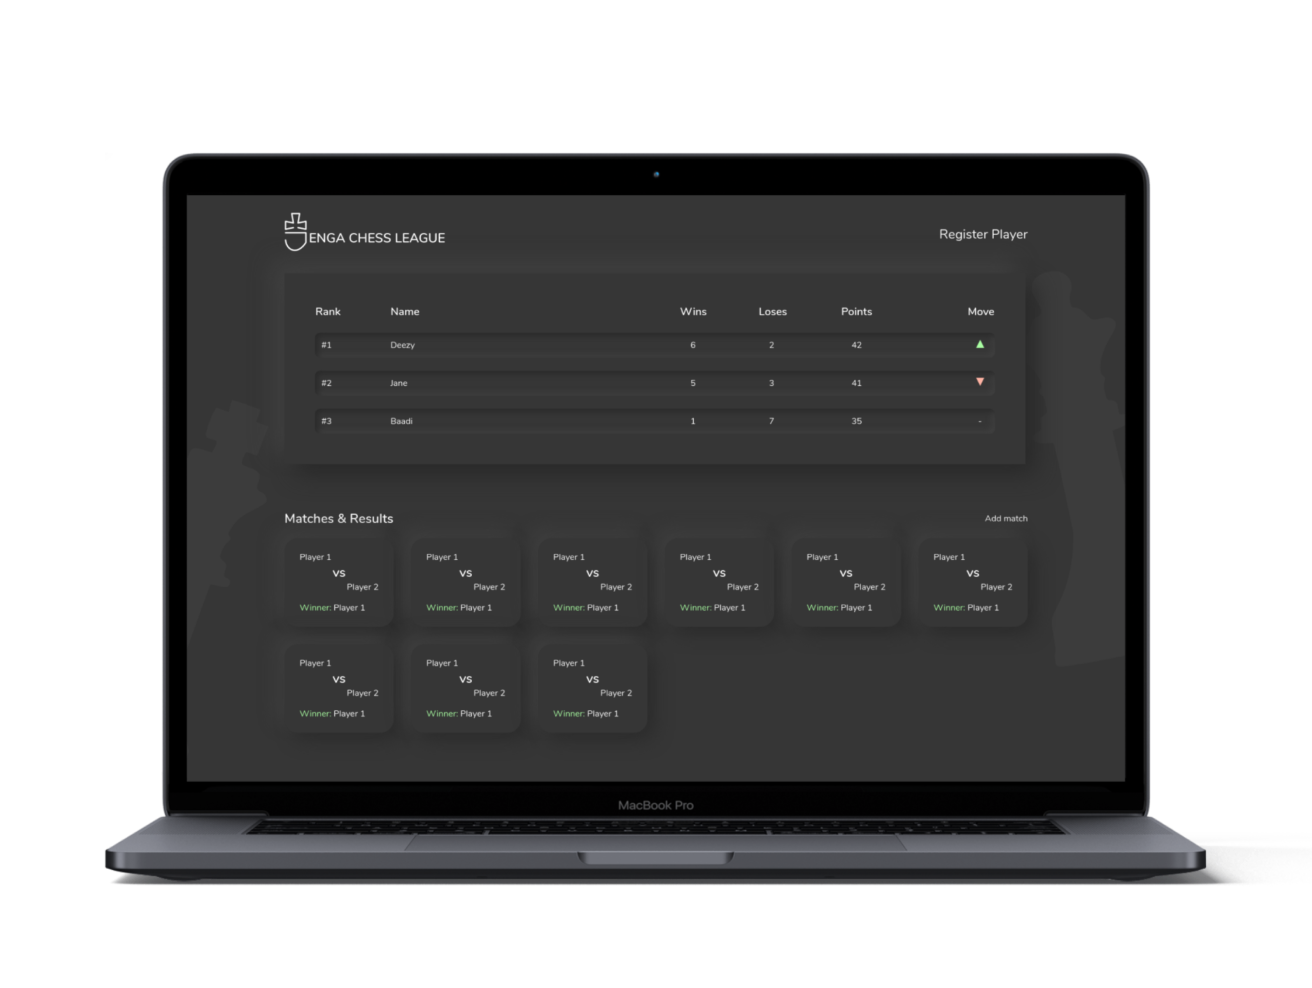 ENGA CHESS LEAGUE
Register Player
Rank Name Wins Loses Points Move
#1 Deezy 6 2 42 ▲
#2 Jane 5 3 41 ▼
#3 Baadi 1 7 35 -
Matches & Results
Add match
Player 1 Player 1 Player 1 Player 1 Player 1 Player 1
VS VS VS VS VS VS
Player 2 Player 2 Player 2 Player 2 Player 2 Player 2
Winner: Player 1 Winner: Player 1 Winner: Player 1 Winner: Player 1 Winner: Player 1 Winner: Player 1
Player 1 Player 1 Player 1
VS VS VS
Player 2 Player 2 Player 2
Winner: Player 1 Winner: Player 1 Winner: Player 1
MacBook Pro